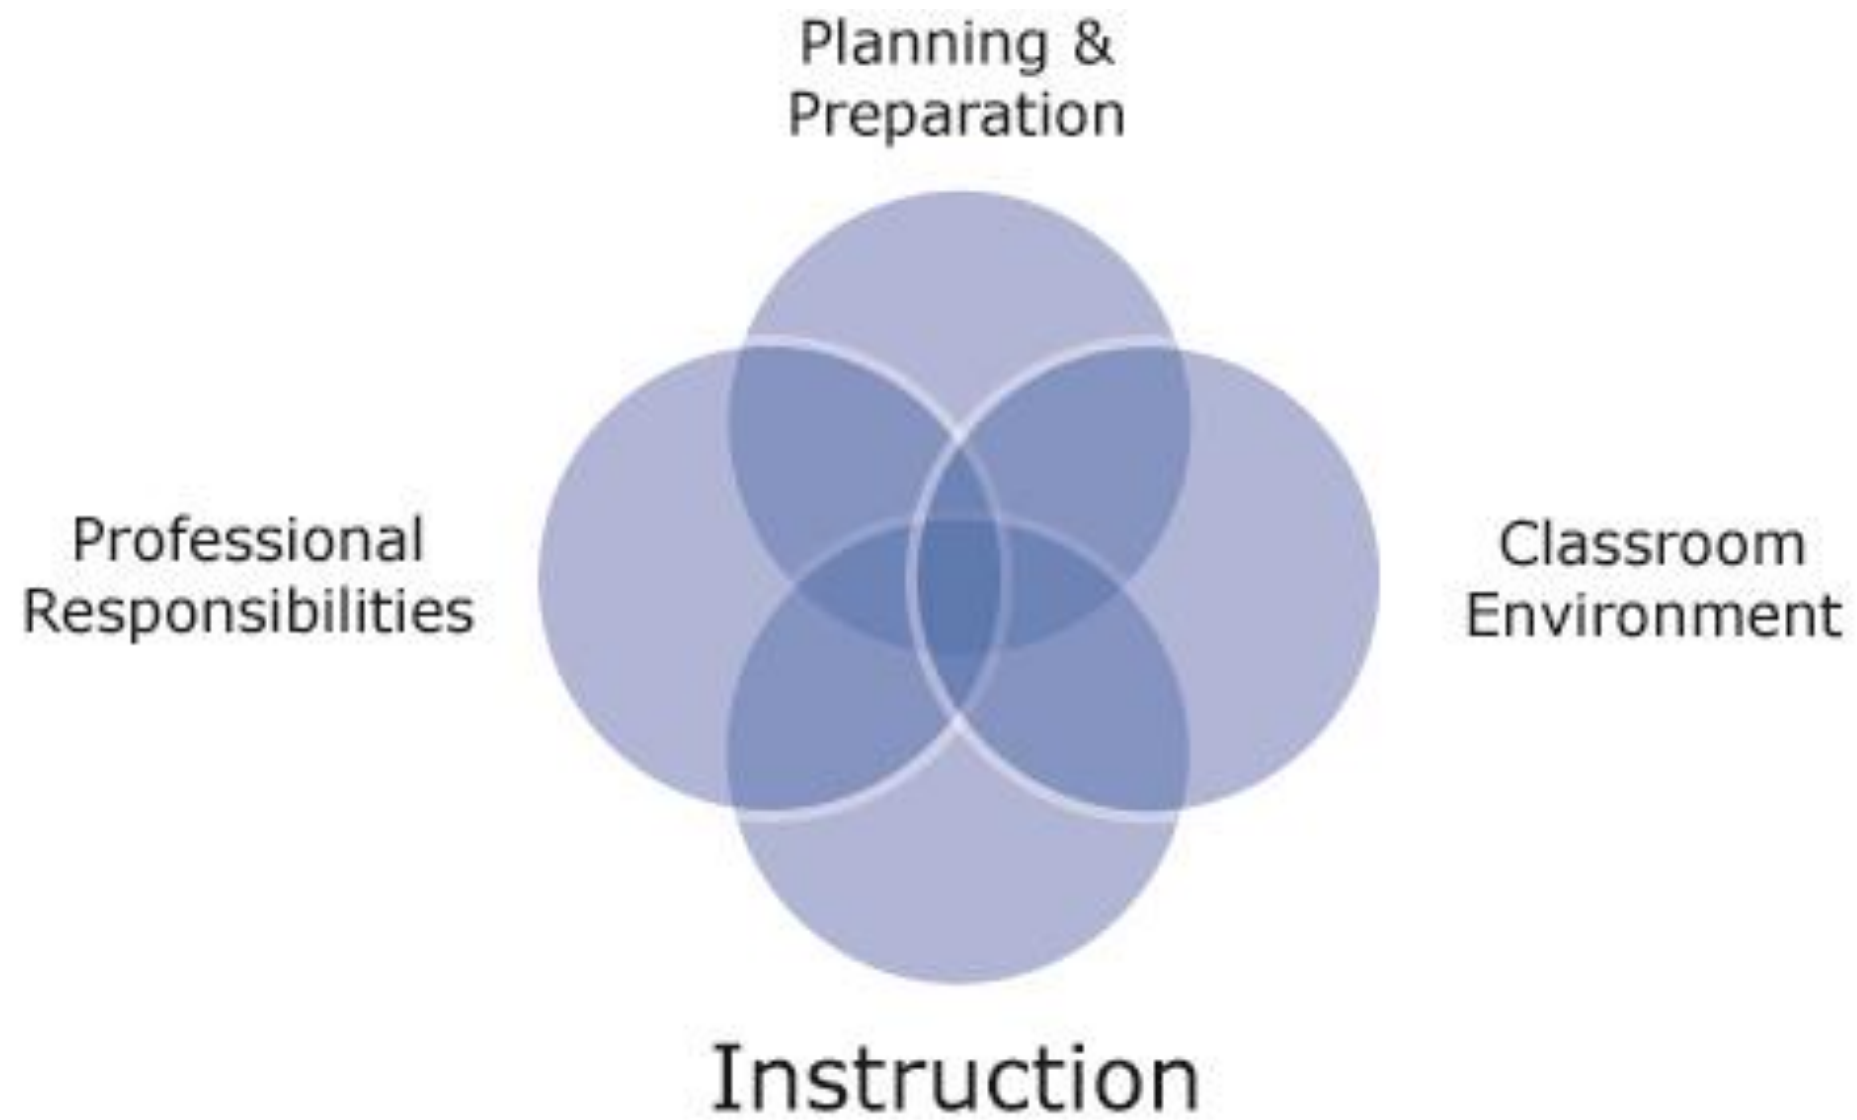 Planning &
Preparation
Professional
Responsibilities
Classroom
Environment
Instruction